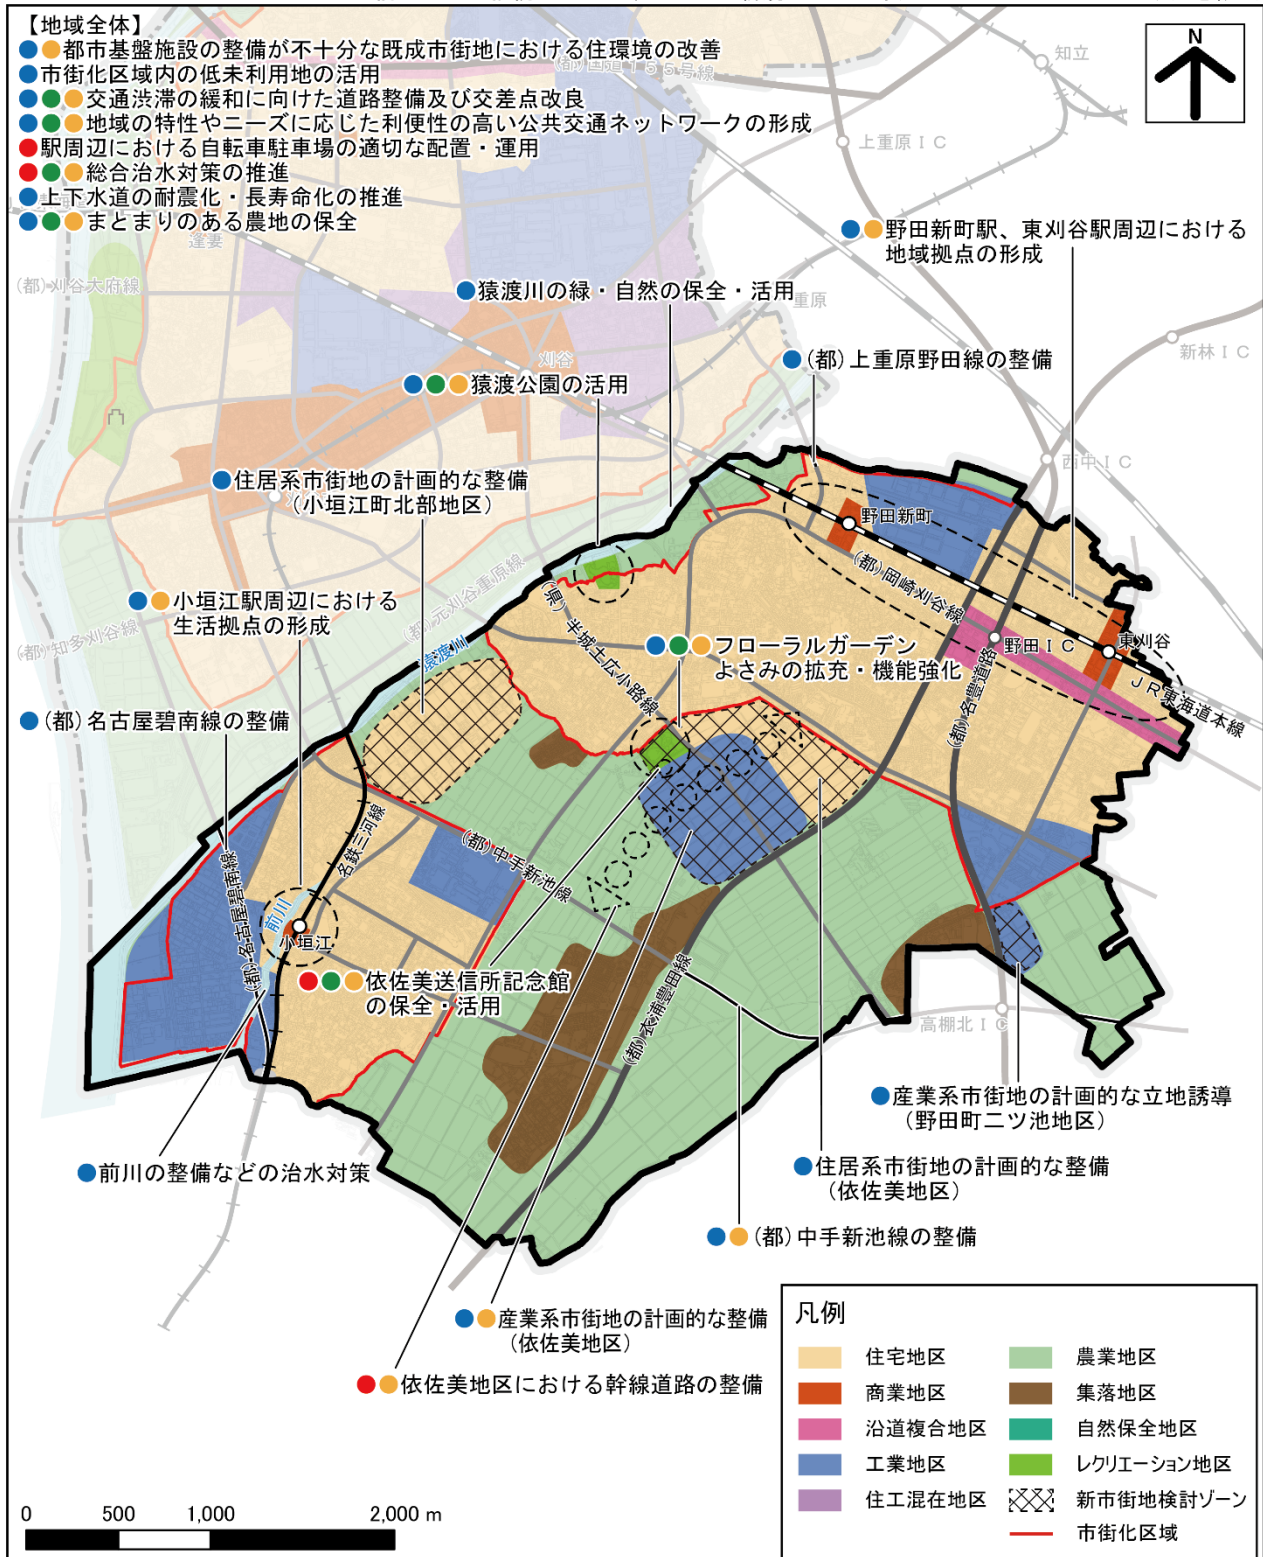 【地域全体】
都市基盤施設の整備が不十分な既成市街地における住環境の改善
市街化区域内の低未利用地の活用
交通渋滞の緩和に向けた道路整備及び交差点改良
地域の特性やニーズに応じた利便性の高い公共交通ネットワークの形成
駅周辺における自転車駐車場の適切な配置・運用
総合治水対策の推進
上下水道の耐震化・長寿命化の推進
まとまりのある農地の保全
N
(都)国道155号線
知立
上重原IC
逢妻
(都)刈谷大府線
野田新町駅、東刈谷駅周辺における
地域拠点の形成
猿渡川の緑・自然の保全・活用
重原
新林IC
刈谷
(都)上重原野田線の整備
猿渡公園の活用
西中IC
住居系市街地の計画的な整備
(小垣江町北部地区)
野田新町
(都)岡崎刈谷線
(都)元刈谷重原線
(都)知多刈谷線
小垣江駅周辺における
生活拠点の形成
(県)半城土広小路線
猿渡川
フローラルガーデン
よさみの拡充・機能強化
野田IC
東刈谷
JR東海道本線
(都)名豊道路
(都)名古屋碧南線の整備
名鉄三河線
(都)中手新池線
(都)名古屋碧南線
前川
小垣江
依佐美送信所記念館
の保全・活用
(都)衣浦豊田線
高棚北IC
産業系市街地の計画的な立地誘導
(野田町二ツ池地区)
前川の整備などの治水対策
住居系市街地の計画的な整備
(依佐美地区)
(都)中手新池線の整備
産業系市街地の計画的な整備
(依佐美地区)
依佐美地区における幹線道路の整備
凡例
住宅地区
農業地区
商業地区
集落地区
沿道複合地区
自然保全地区
工業地区
レクリエーション地区
住工混在地区
新市街地検討ゾーン
市街化区域
0 500 1,000 2,000 m